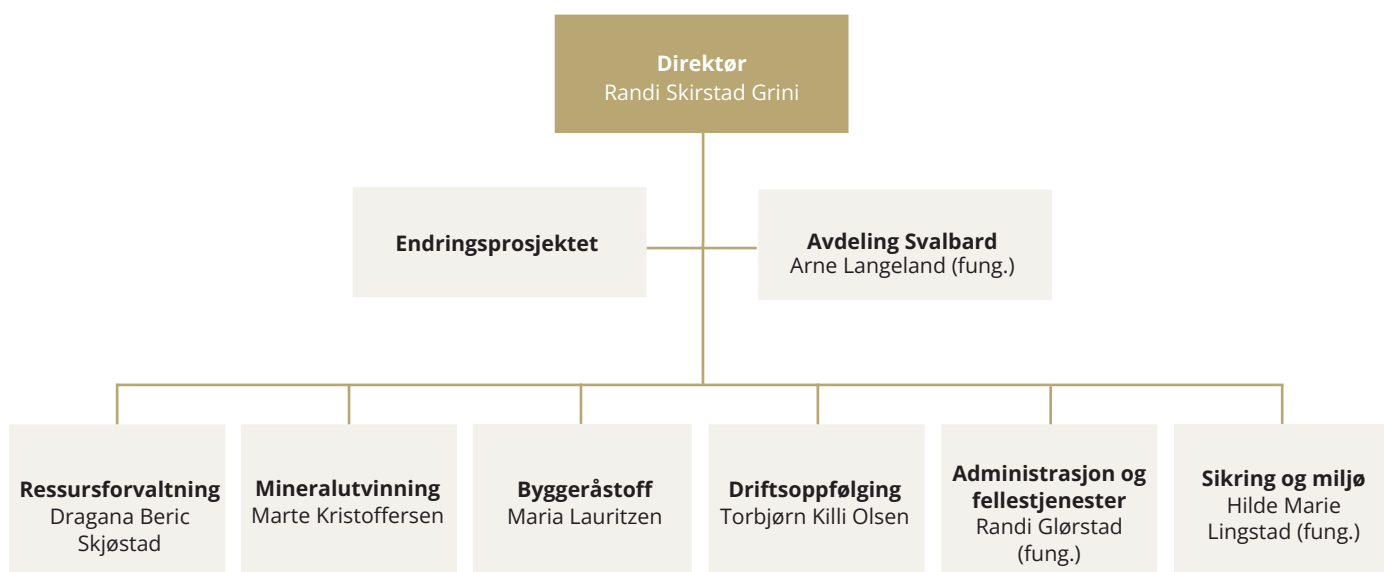 Direktør
Randi Skirstad Grini
Endringsprosjektet
Avdeling Svalbard
Arne Langeland (fung.)
Ressursforvaltning
Dragana Beric
Skjøstad
Mineralutvinning
Marte Kristoffersen
Byggeråstoff
Maria Lauritzen
Driftsoppfølging
Torbjørn Killi Olsen
Administrasjon og
fellestjenester
Randi Glørstad
(fung.)
Sikring og miljø
Hilde Marie
Lingstad (fung.)